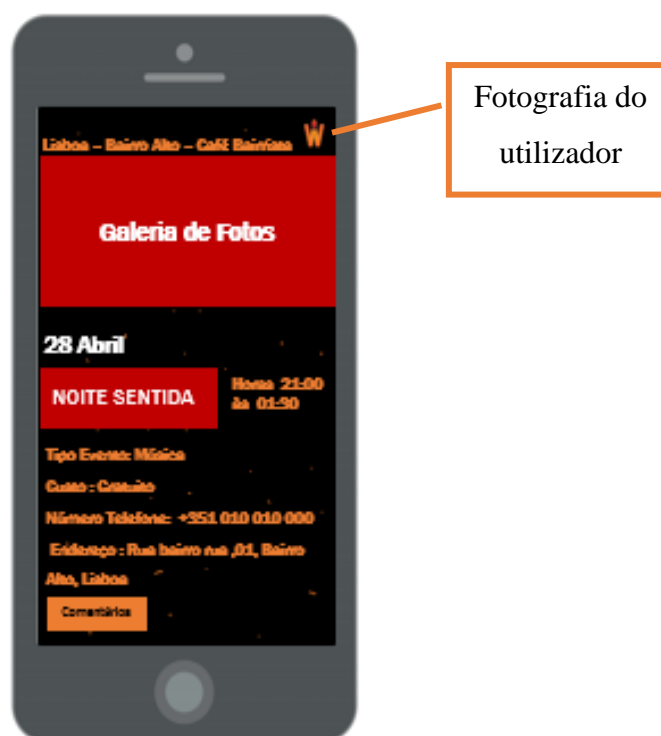 Fotografia do
utilizador
Lisboa – Bairro Alto – Café Bairrista
W
Galeria de Fotos
28 Abril
NOITE SENTIDA
Horas 21:00
às 01:30
Tipo Evento: Música
Custo : Gratuito
Número Telefone: +351 010 010 000
Endereço : Rua bairro rua ,01, Bairro
Alto, Lisboa
Comentários